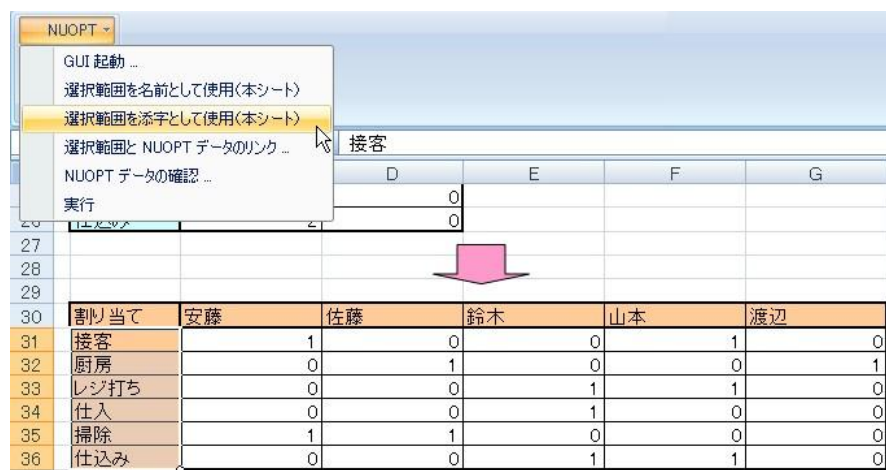 NUOPT
GUI 起動 ...
選択範囲を名前として使用(本シート)
選択範囲を添字として使用(本シート)
選択範囲と NUOPT データのリンク ...
NUOPT データの確認 ...
実行
接客
D E F G
0
26 仕込み 2 0
27
28
29
30 割り当て 安藤 佐藤 鈴木 山本 渡辺
31 接客 1 0 0 1 0
32 厨房 0 1 0 0 1
33 レジ打ち 0 0 1 1 0
34 仕入 0 0 1 0 0
35 掃除 1 1 0 0 0
36 仕込み 0 0 1 1 0